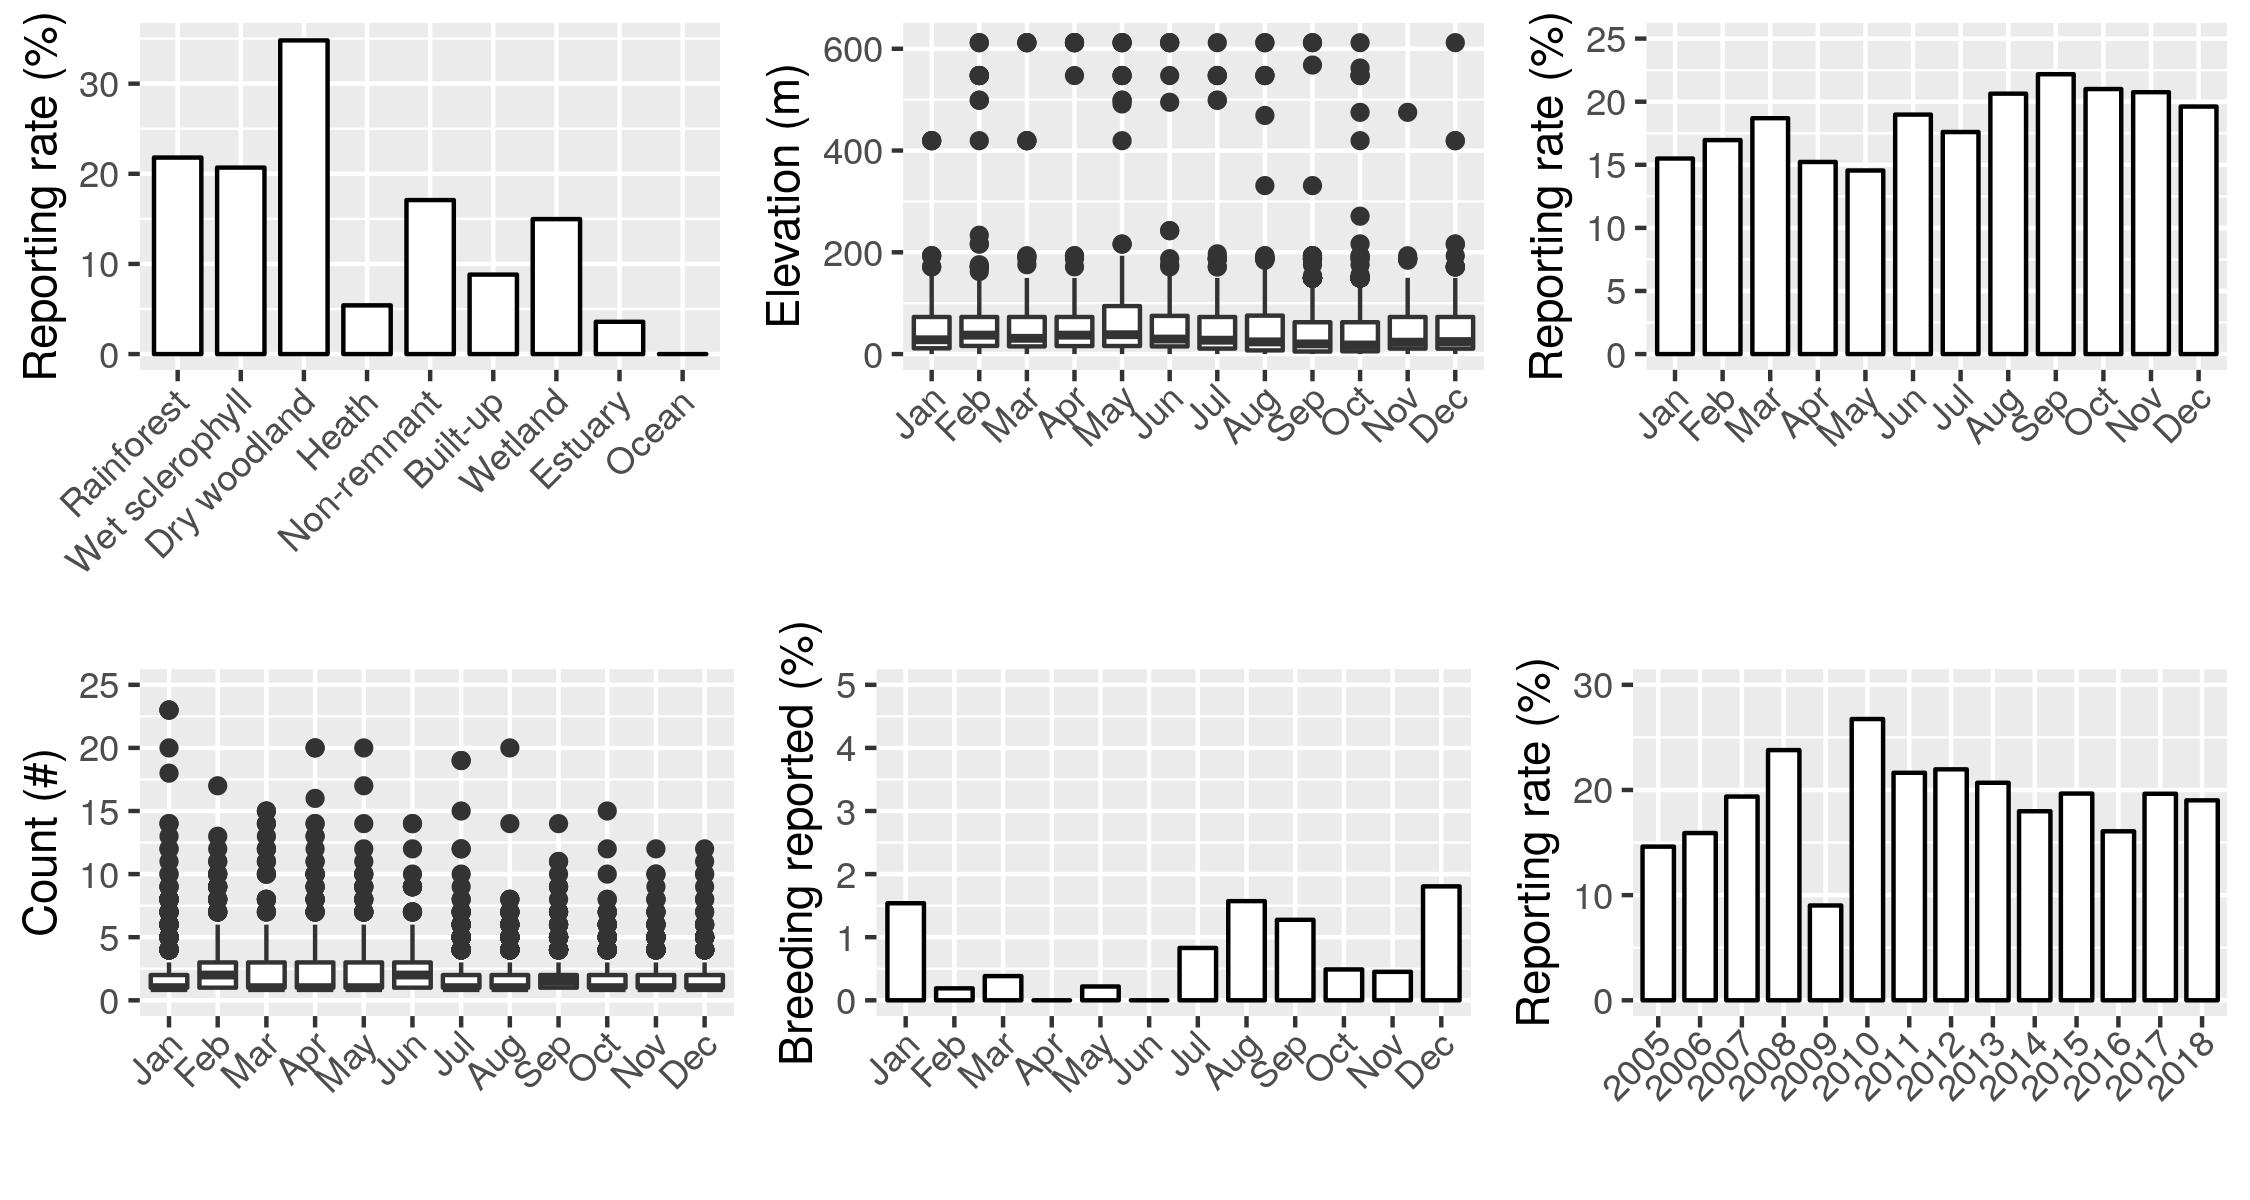 Reporting rate (%)
30
20
10
0
Rainforest
Wet sclerophyll
Dry woodland
Heath
Non-remnant
Built-up
Wetland
Estuary
Ocean
Elevation (m)
600
400
200
0
Jan
Feb
Mar
Apr
May
Jun
Jul
Aug
Sep
Oct
Nov
Dec
Reporting rate (%)
25
20
15
10
5
0
Jan
Feb
Mar
Apr
May
Jun
Jul
Aug
Sep
Oct
Nov
Dec
Count (#)
25
20
15
10
5
0
Jan
Feb
Mar
Apr
May
Jun
Jul
Aug
Sep
Oct
Nov
Dec
Breeding reported (%)
5
4
3
2
1
0
Jan
Feb
Mar
Apr
May
Jun
Jul
Aug
Sep
Oct
Nov
Dec
Reporting rate (%)
30
20
10
0
2005
2006
2007
2008
2009
2010
2011
2012
2013
2014
2015
2016
2017
2018